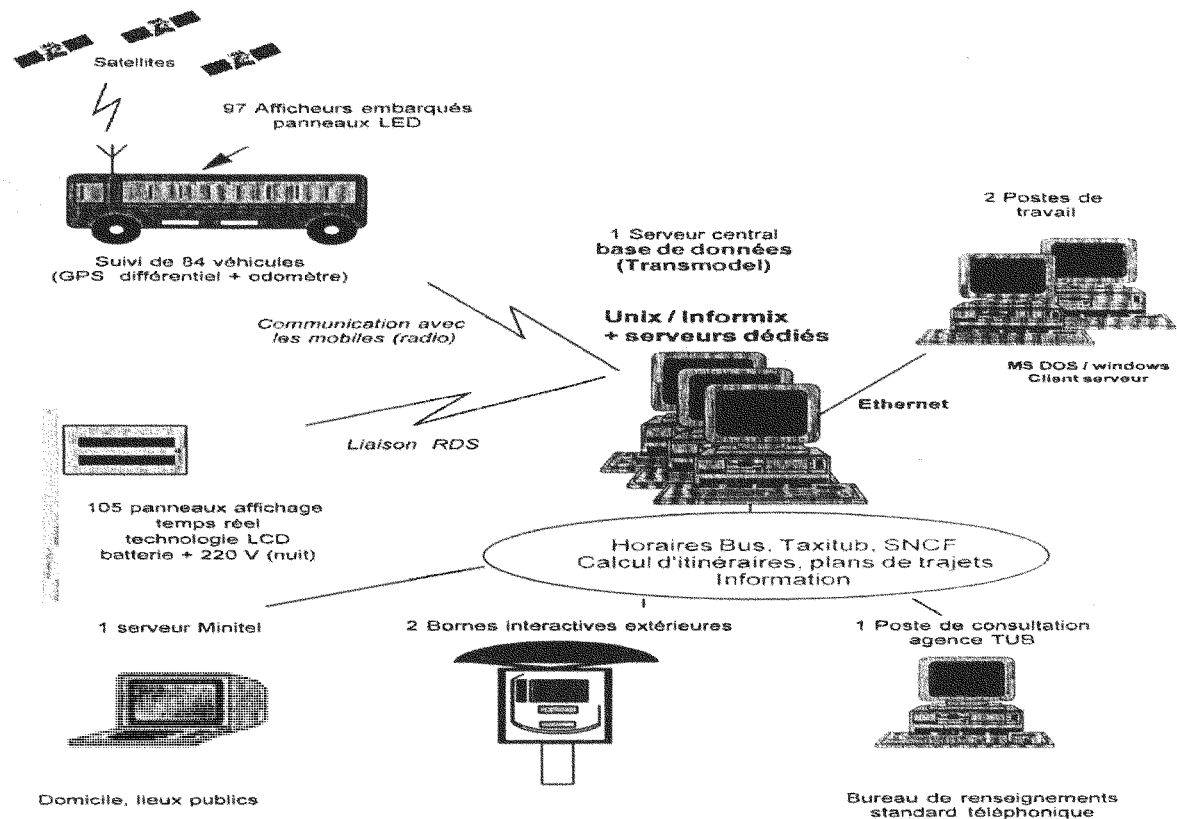 Satellites
97 Afficheurs embarqués
panneaux LED
Suivi de 84 véhicules
(GPS différentiel + odomètre)
2 Postes de
travail
1 Serveur central
base de données
(Transmodel)
Unix / Informix
+ serveurs dédiés
Communication avec
les mobiles (radio)
MS DOS / windows
Client serveur
Ethernet
Liaison RDS
105 panneaux affichage
temps réel
technologie LCD
batterie + 220 V (nuit)
Horaires Bus, Taxitub, SNCF
Calcul d'itinéraires, plans de trajets
Information
1 serveur Minitel
2 Bornes interactives extérieures
1 Poste de consultation
agence TUB
Domicile, lieux publics
Bureau de renseignements
standard téléphonique